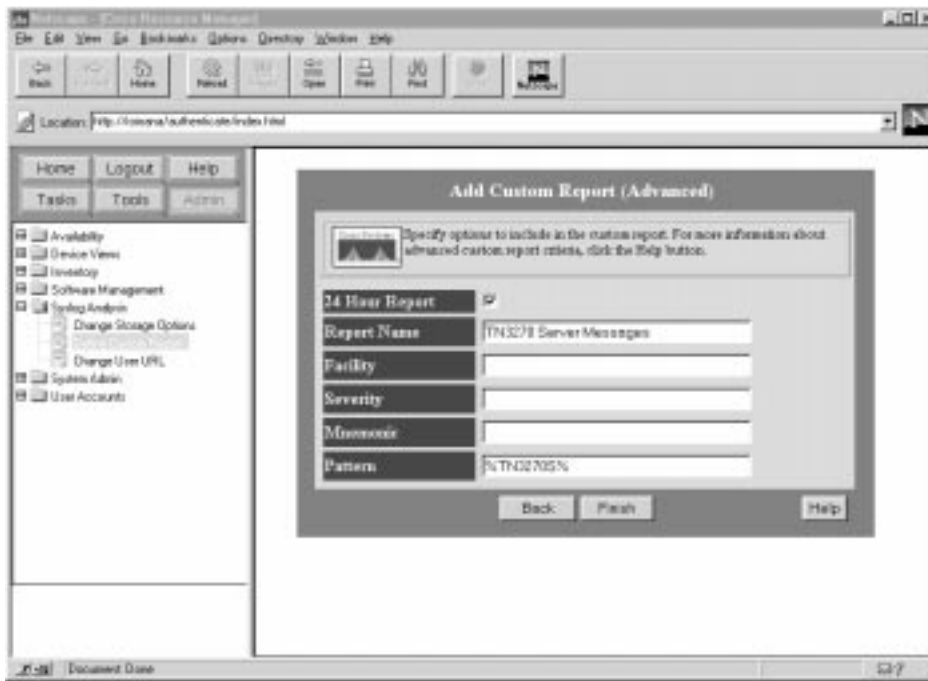 Netscape - [Cisco Resource Manager]
File Edit View Go Bookmarks Options Directory Window Help
Back Home Reload Open Print Find Netscape
Location: http://
/authenticate/index.html
N
Home Logout Help
Tasks Tools Admin
Availability
Device Views
Inventory
Software Management
Syslog Analysis
Change Storage Options
Change User URL
System Admin
User Accounts
Add Custom Report (Advanced)
Specify options to include in the custom report. For more information about
advanced custom report criteria, click the Help button.
24 Hour Report
Report Name TN3270 Server Messages
Facility
Severity
Mnemonic
Pattern %TN3270S%
Back Finish Help
Document: Done